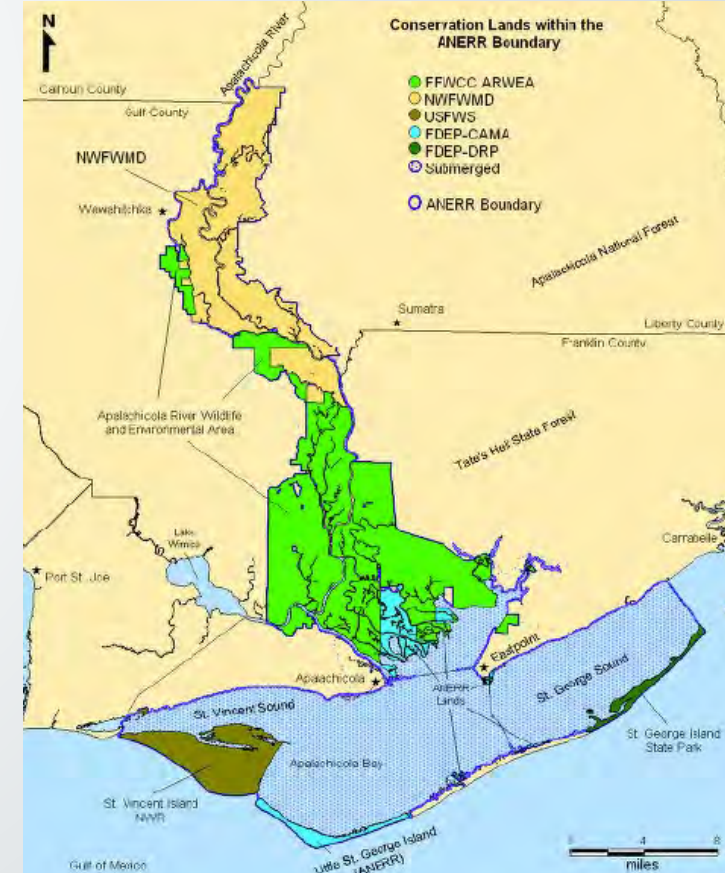 N
Conservation Lands within the
ANERR Boundary
FFWCC ARWEA
NWFWMD
USFWS
FDEP-CAMA
FDEP-DRP
Submerged
ANERR Boundary
Apalachicola River
Calhoun County
Gulf County
NWFWMD
Wewahitchka
Apalachicola National Forest
Sumatra
Liberty County
Franklin County
Apalachicola River Wildlife
and Environmental Area
Tate's Hell State Forest
Lake
Wimico
Carrabelle
Port St. Joe
Eastpoint
Apalachicola
ANERR
Lands
St. George Sound
St. Vincent Sound
St. George Island
State Park
Apalachicola Bay
St. Vincent Island
NWR
Little St. George Island
(ANERR)
Gulf of Mexico
0 4 8
miles